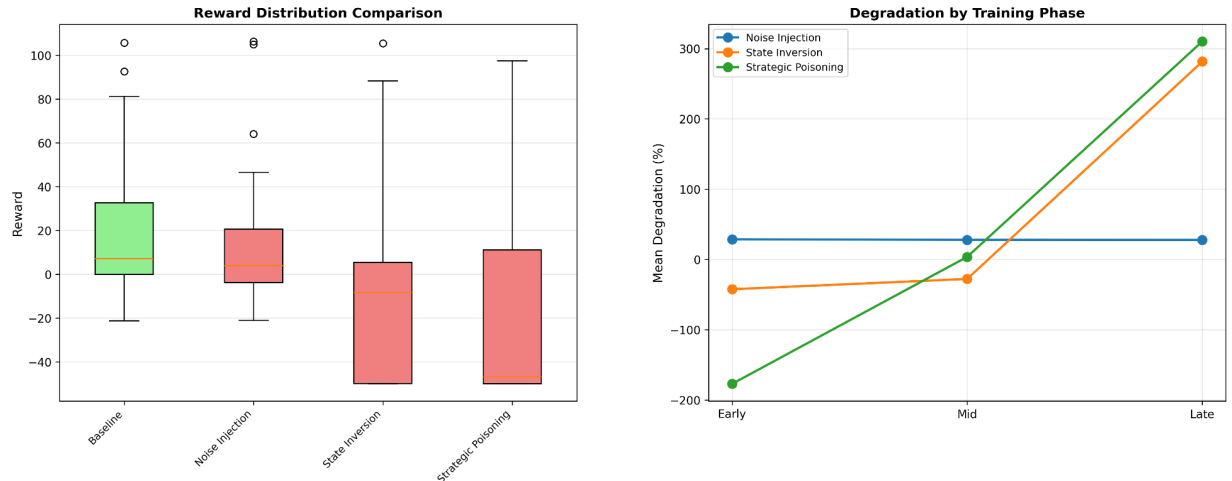 Reward Distribution Comparison
Reward
100
80
60
40
20
0
−20
−40
Baseline
Noise Injection
State Inversion
Strategic Poisoning
Degradation by Training Phase
Mean Degradation (%)
300
200
100
0
−100
−200
Noise Injection
State Inversion
Strategic Poisoning
Early
Mid
Late